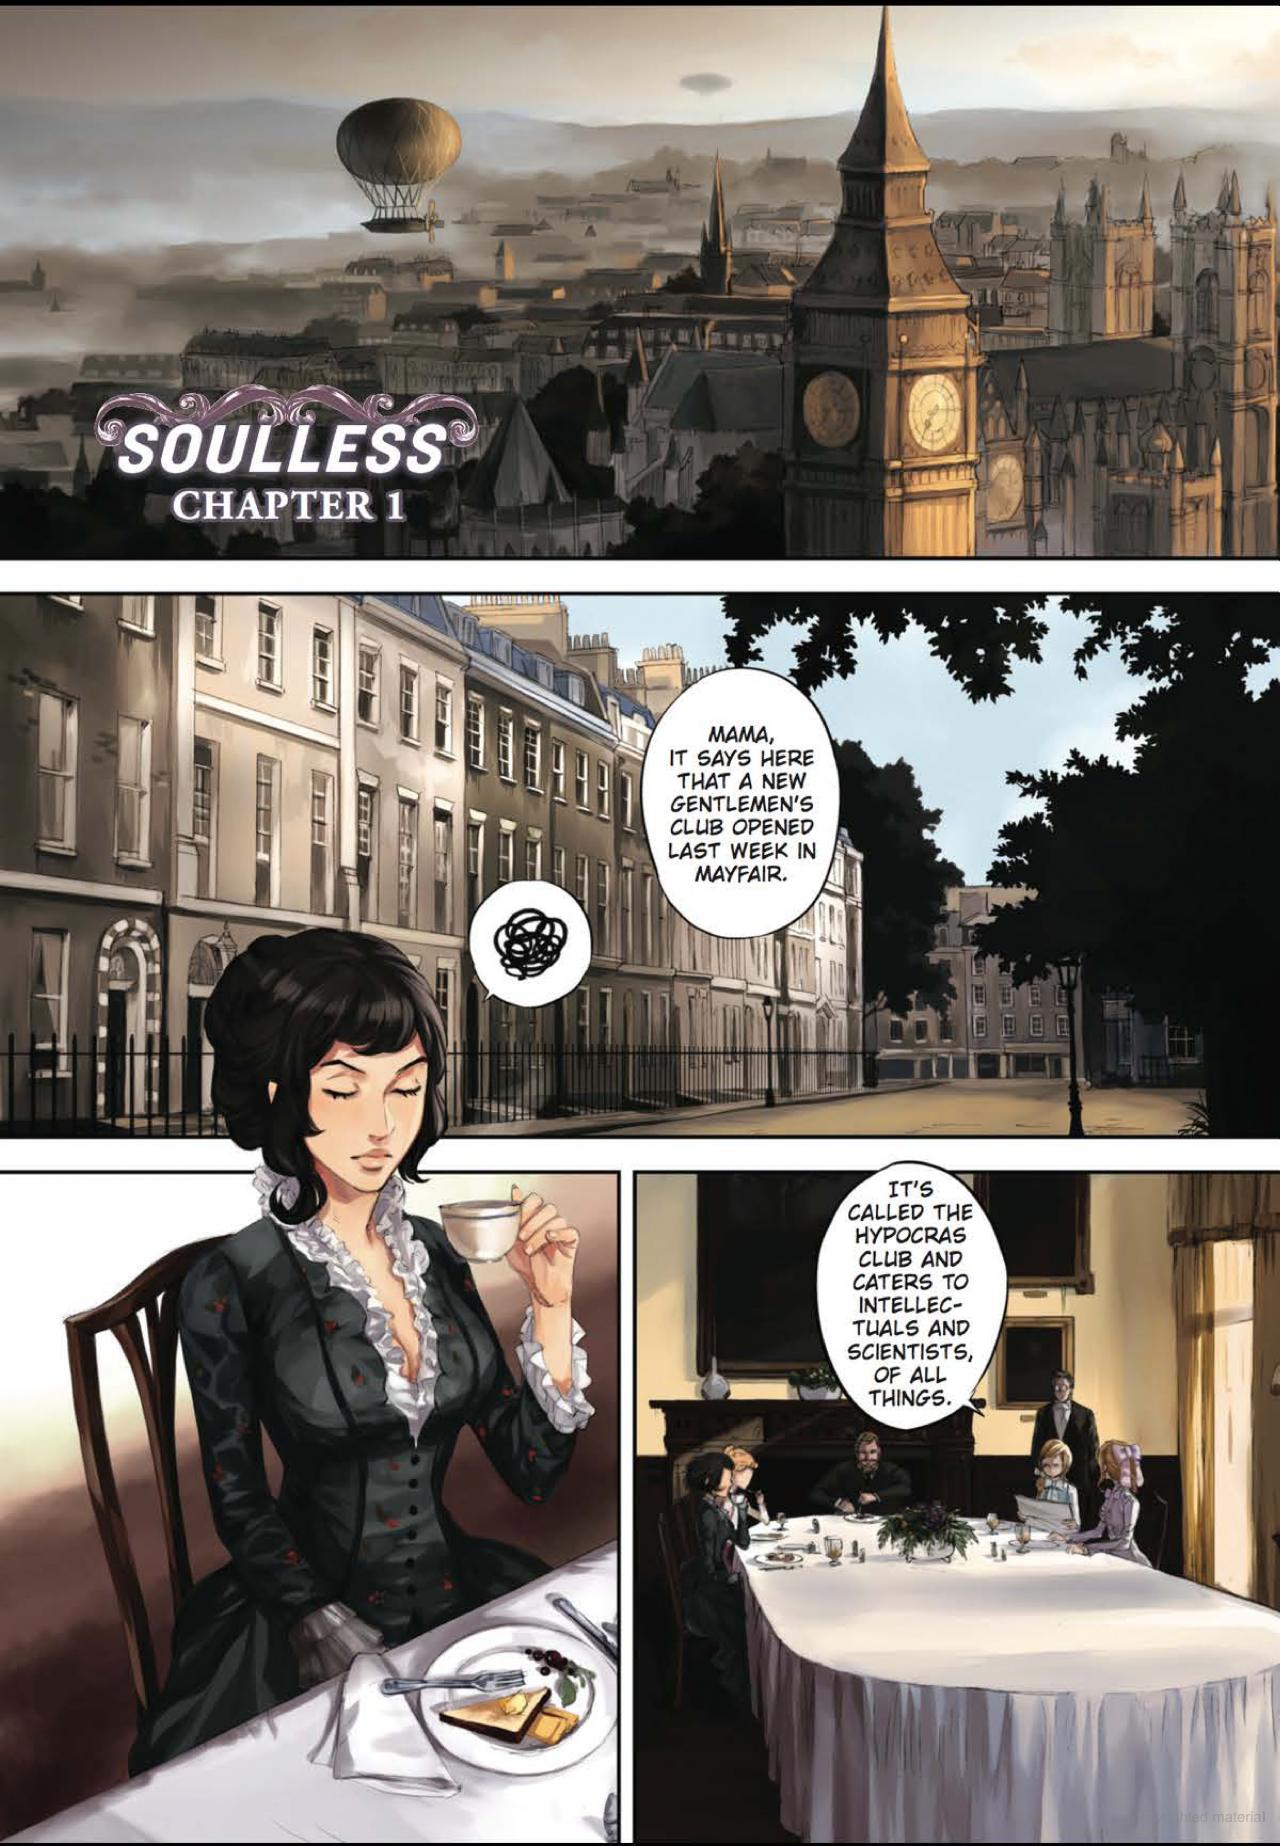 SOULLESS
CHAPTER 1
MAMA,
IT SAYS HERE
THAT A NEW
GENTLEMEN'S
CLUB OPENED
LAST WEEK IN
MAYFAIR.
IT'S
CALLED THE
HYPOCRAS
CLUB AND
CATERS TO
INTELLEC-
TUALS AND
SCIENTISTS,
OF ALL
THINGS.
material